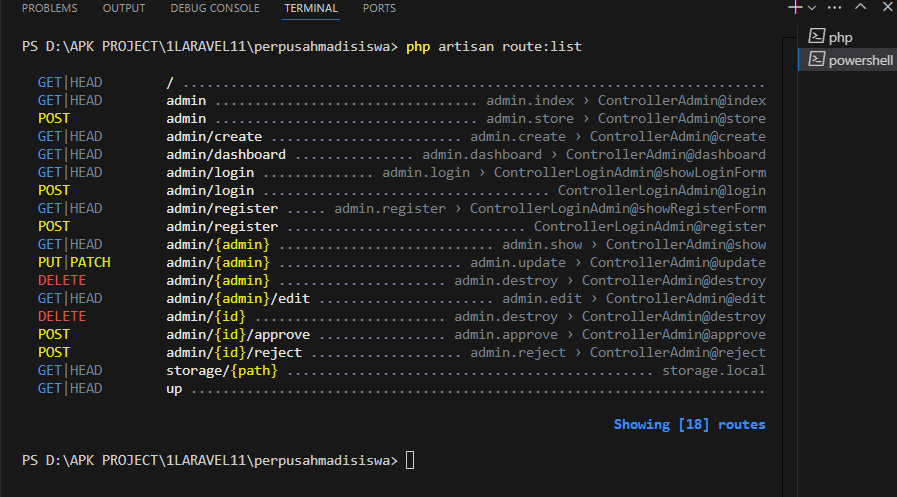 PROBLEMS OUTPUT DEBUG CONSOLE TERMINAL PORTS
php
powershell
PS D:\APK PROJECT\1LARAVEL11\perpusahmadisiswa> php artisan route:list
GET|HEAD / .........................................................................
GET|HEAD admin ................................. admin.index › ControllerAdmin@index
POST admin ................................. admin.store › ControllerAdmin@store
GET|HEAD admin/create ........................ admin.create › ControllerAdmin@create
GET|HEAD admin/dashboard ............... admin.dashboard › ControllerAdmin@dashboard
GET|HEAD admin/login .............. admin.login › ControllerLoginAdmin@showLoginForm
POST admin/login .................................... ControllerLoginAdmin@login
GET|HEAD admin/register ..... admin.register › ControllerLoginAdmin@showRegisterForm
POST admin/register .............................. ControllerLoginAdmin@register
GET|HEAD admin/{admin} ........................... admin.show › ControllerAdmin@show
PUT|PATCH admin/{admin} ....................... admin.update › ControllerAdmin@update
DELETE admin/{admin} ..................... admin.destroy › ControllerAdmin@destroy
GET|HEAD admin/{admin}/edit ...................... admin.edit › ControllerAdmin@edit
DELETE admin/{id} ........................ admin.destroy › ControllerAdmin@destroy
POST admin/{id}/approve ................ admin.approve › ControllerAdmin@approve
POST admin/{id}/reject ................... admin.reject › ControllerAdmin@reject
GET|HEAD storage/{path} .............................................. storage.local
GET|HEAD up ........................................................................
Showing [18] routes
PS D:\APK PROJECT\1LARAVEL11\perpusahmadisiswa>